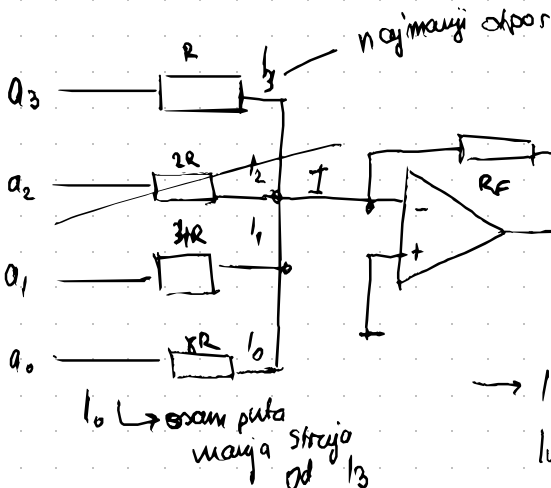 najmanji otpor
R
I3
a3
2R
I2
a2
I
RF
-
4R
I1
a1
+
8R
I0
a0
I0 ↳ osam puta
manja struja
od I3
→ I